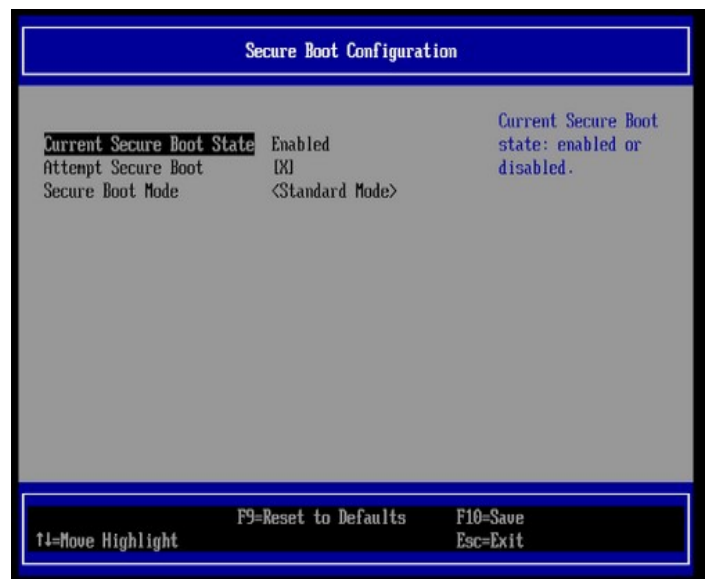 Secure Boot Configuration
Current Secure Boot State Enabled
Attempt Secure Boot [X]
Secure Boot Mode <Standard Mode>
Current Secure Boot
state: enabled or
disabled.
F9=Reset to Defaults F10=Save
↑↓=Move Highlight Esc=Exit